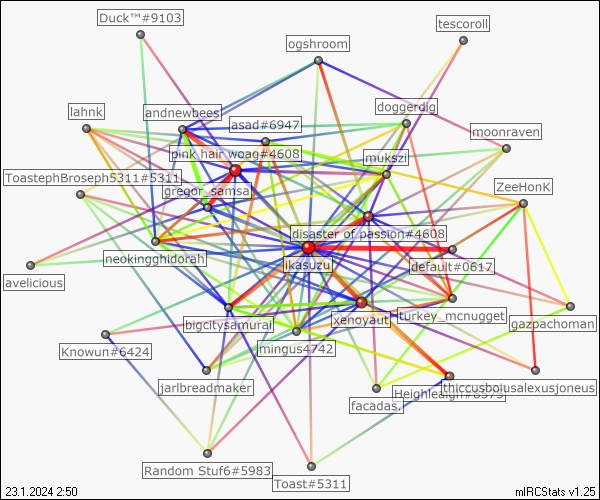 Duck™#9103
tescoroll
ogshroom
lahnk
andnewbees
doggerdig
asad#6947
moonraven
pink hair woag#4608
mukszi
ToastephBroseph5311#5311
gregor_samsa
ZeeHonK
disaster of passion#4608
neokingghidorah
ikasuzu
default#0617
avelicious
xenoyaut
turkey_mcnugget
bigcitysamurai
gazpachoman
Knowun#6424
mingus4742
jarlbreadmaker
thiccusboiusalexusjoneus
facadas.
Random Stuf6#5983
Toast#5311
23.1.2024 2:50
mIRCStats v1.25